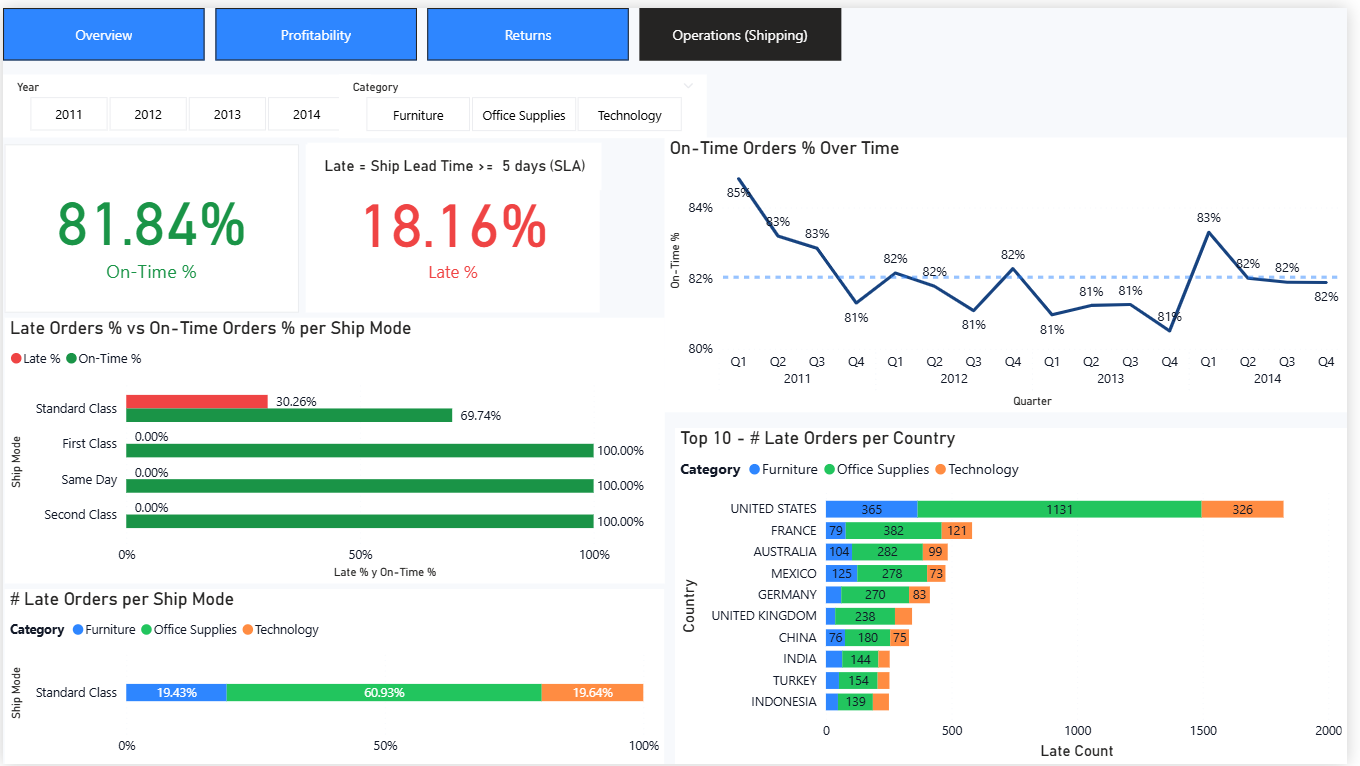 Overview Profitability Returns Operations (Shipping)
Year
2011 2012 2013 2014
Category
Furniture Office Supplies Technology
81.84%
On-Time %
Late = Ship Lead Time >= 5 days (SLA)
18.16%
Late %
On-Time Orders % Over Time
On-Time %
84%
82%
80%
85%
83%
83%
81%
82%
82%
81%
82%
81%
81%
81%
81%
83%
82%
82%
82%
Q1 Q2 Q3 Q4 Q1 Q2 Q3 Q4 Q1 Q2 Q3 Q4 Q1 Q2 Q3 Q4
2011 2012 2013 2014
Quarter
Late Orders % vs On-Time Orders % per Ship Mode
Late % On-Time %
Ship Mode
Standard Class 30.26%
69.74%
First Class 0.00%
100.00%
Same Day 0.00%
100.00%
Second Class 0.00%
100.00%
0% 50% 100%
Late % y On-Time %
# Late Orders per Ship Mode
Category Furniture Office Supplies Technology
Ship Mode
Standard Class 19.43% 60.93% 19.64%
0% 50% 100%
Top 10 - # Late Orders per Country
Category Furniture Office Supplies Technology
Country
UNITED STATES 365 1131 326
FRANCE 79 382 121
AUSTRALIA 104 282 99
MEXICO 125 278 73
GERMANY 270 83
UNITED KINGDOM 238
CHINA 76 180 75
INDIA 144
TURKEY 154
INDONESIA 139
0 500 1000 1500 2000
Late Count